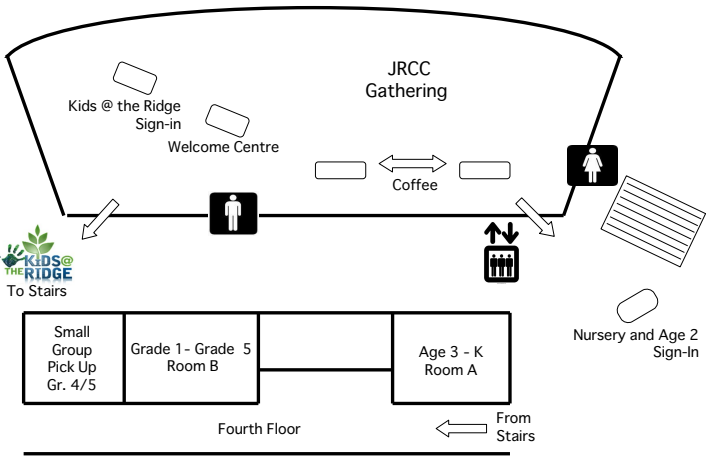 JRCC
Gathering
Kids @ the Ridge
Sign-in
Welcome Centre
Coffee
KiDS@
THE RIDGE
To Stairs
Nursery and Age 2
Sign-In
Small
Group
Pick Up
Gr. 4/5
Grade 1- Grade 5
Room B
Age 3 - K
Room A
Fourth Floor
From
Stairs